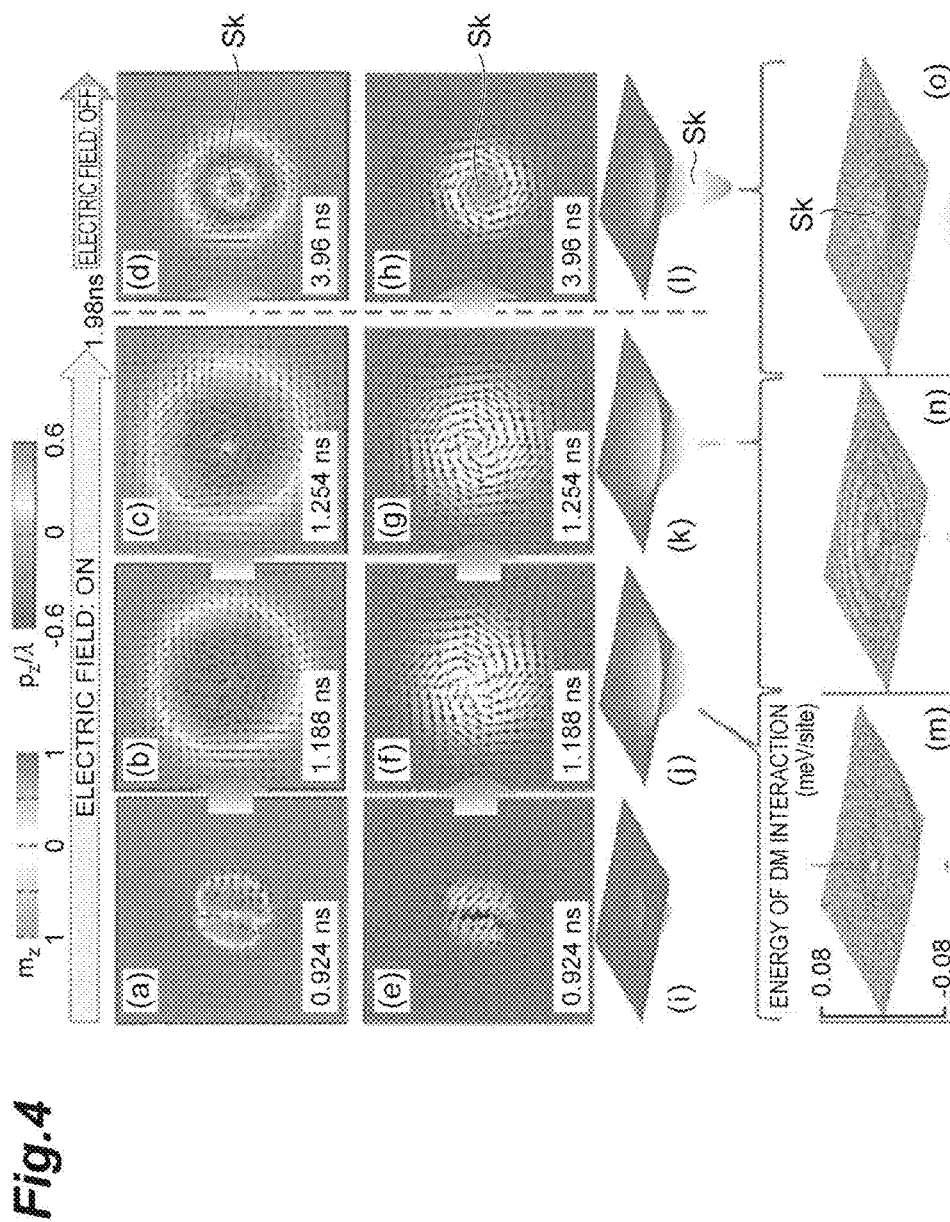 Fig.4
m_z 1 0 1 p_z/λ -0.6 0 0.6
ELECTRIC FIELD: ON 1.98ns ELECTRIC FIELD OFF
(a) (b) (c) (d) Sk
0.924 ns 1.188 ns 1.254 ns 3.96 ns
(e) (f) (g) (h) Sk
0.924 ns 1.188 ns 1.254 ns 3.96 ns
(i) (j) (k) (l) Sk
ENERGY OF DM INTERACTION
(meV/site)
0.08 Sk
-0.08 (m) (n) (o)